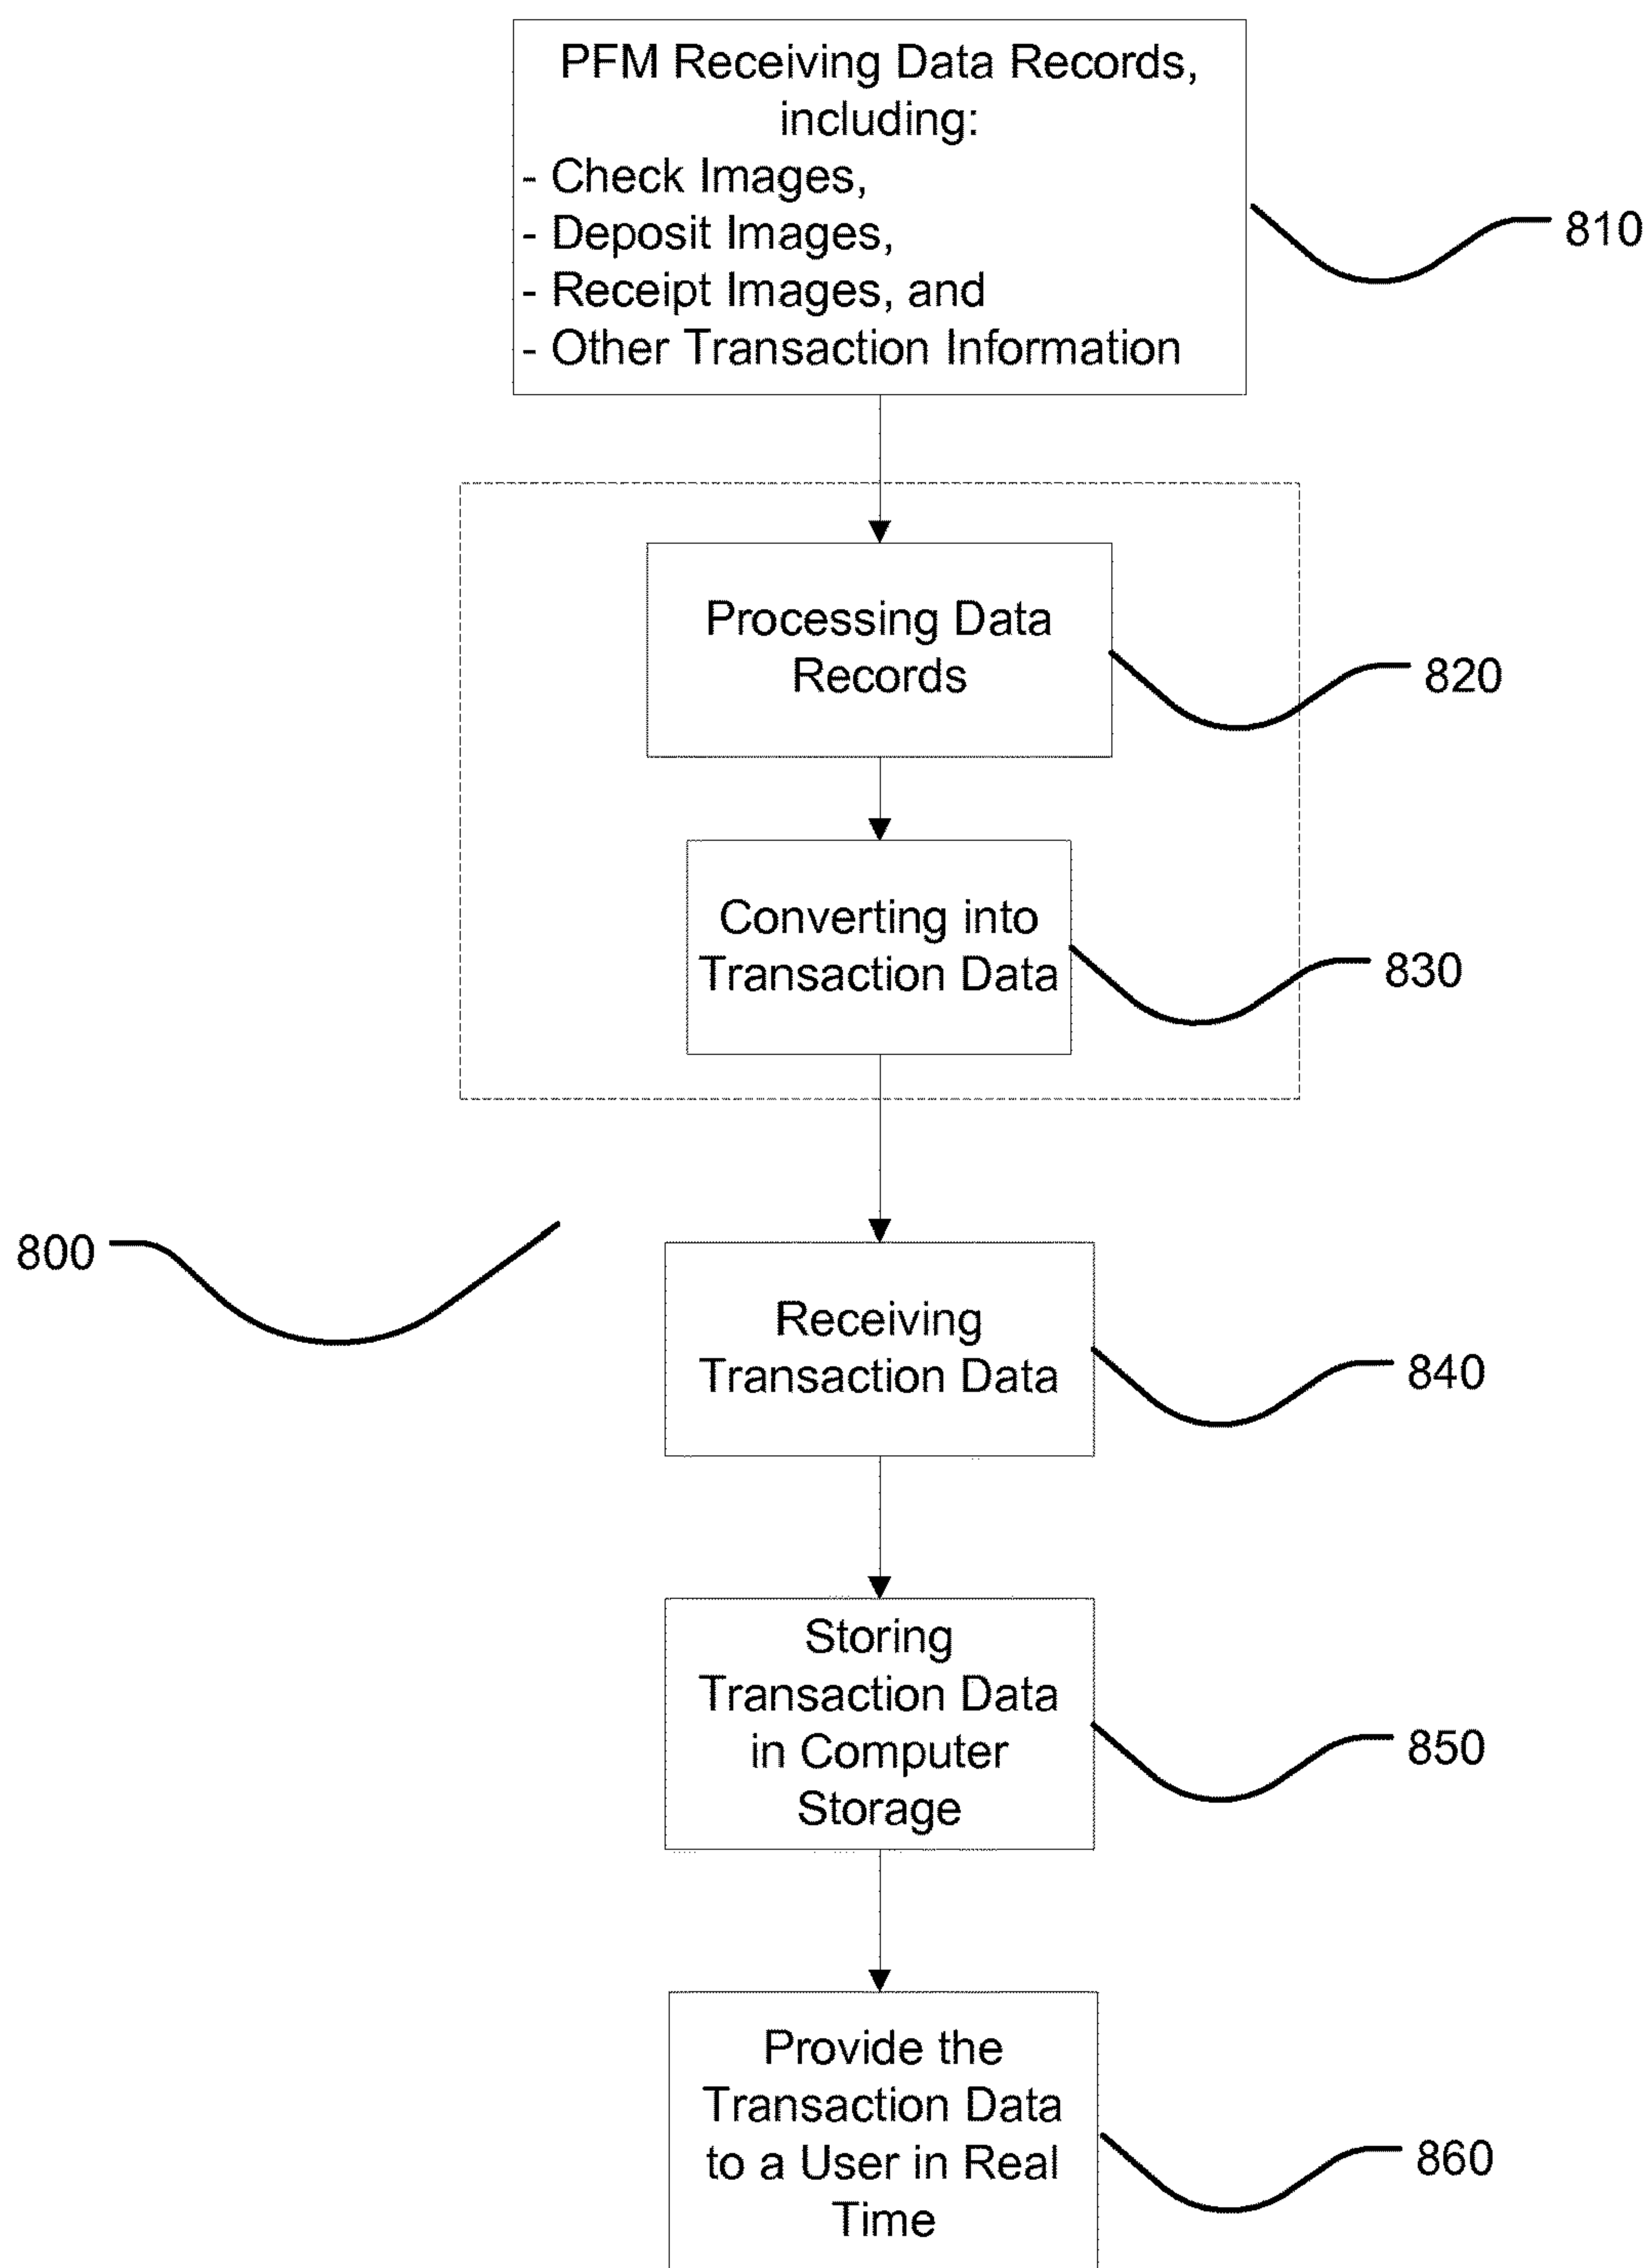 PFM Receiving Data Records,
including:
- Check Images,
- Deposit Images,
- Receipt Images, and
- Other Transaction Information
810
Processing Data
Records
820
Converting into
Transaction Data
830
800
Receiving
Transaction Data
840
Storing
Transaction Data
in Computer
Storage
850
Provide the
Transaction Data
to a User in Real
Time
860